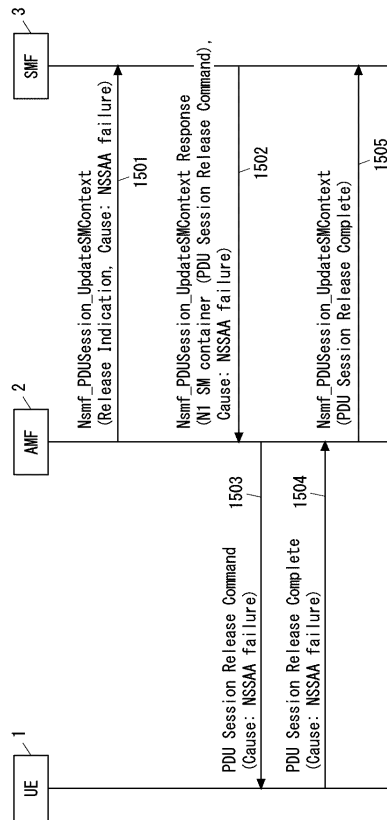 UE
1
AMF
2
SMF
3
Nsmf_PDUSession_UpdateSMContext
(Release Indication, Cause: NSSAA failure)
1501
Nsmf_PDUSession_UpdateSMContext Response
(N1 SM container (PDU Session Release Command),
Cause: NSSAA failure)
1502
PDU Session Release Command
(Cause: NSSAA failure)
1503
PDU Session Release Complete
(Cause: NSSAA failure)
1504
Nsmf_PDUSession_UpdateSMContext
(PDU Session Release Complete)
1505